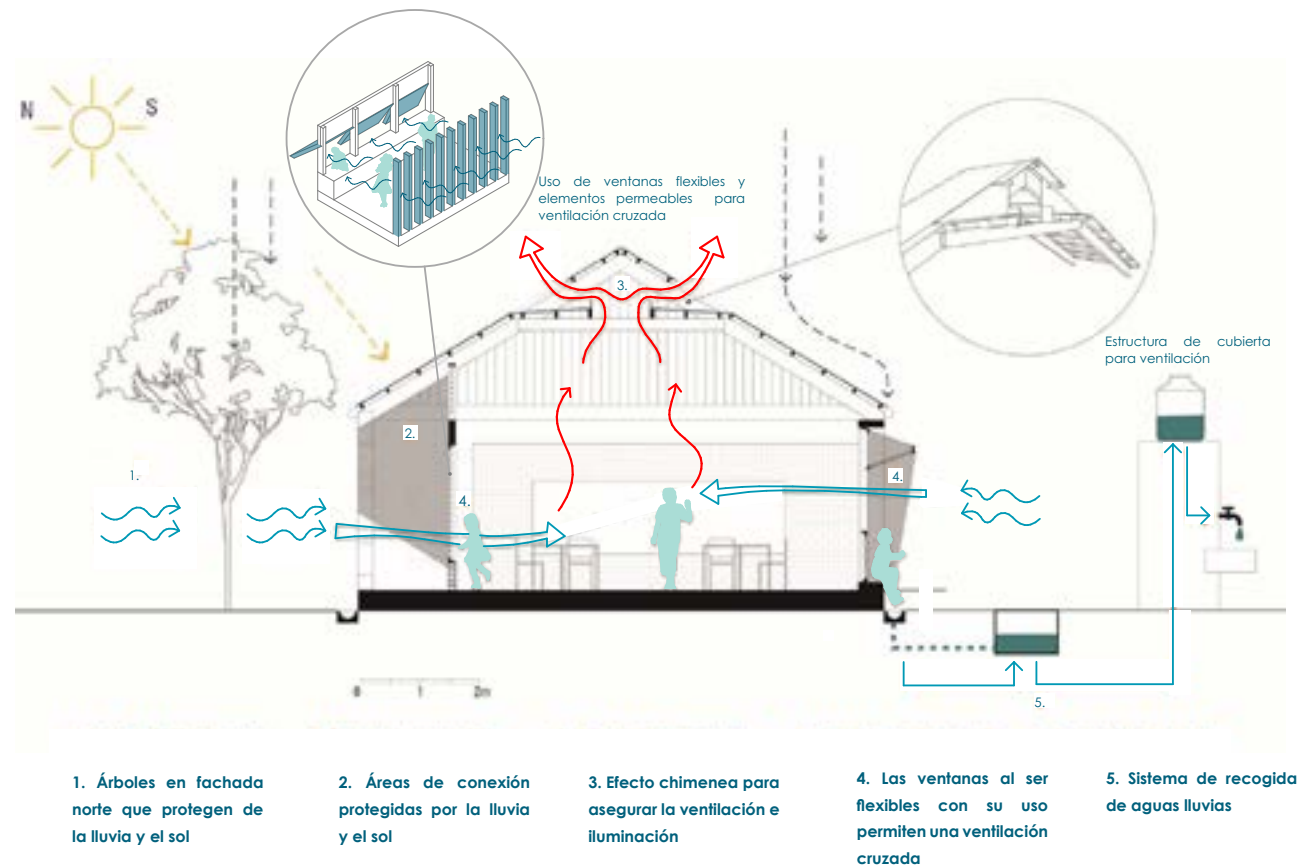 N
S
Uso de ventanas flexibles y
elementos permeables para
ventilación cruzada
3.
Estructura de cubierta
para ventilación
2.
1.
4.
4.
0 1 2m
5.
1. Árboles en fachada
norte que protegen de
la lluvia y el sol
2. Áreas de conexión
protegidas por la lluvia
y el sol
3. Efecto chimenea para
asegurar la ventilación e
iluminación
4. Las ventanas al ser
flexibles con su uso
permiten una ventilación
cruzada
5. Sistema de recogida
de aguas lluvias